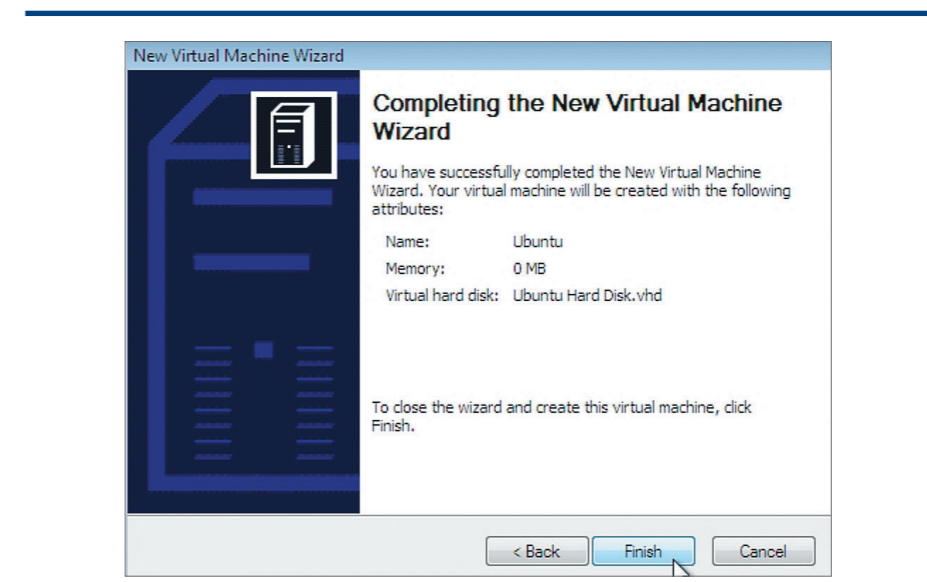 New Virtual Machine Wizard
Completing the New Virtual Machine
Wizard
You have successfully completed the New Virtual Machine
Wizard. Your virtual machine will be created with the following
attributes:
Name: Ubuntu
Memory: 0 MB
Virtual hard disk: Ubuntu Hard Disk.vhd
To close the wizard and create this virtual machine, click
Finish.
< Back Finish Cancel